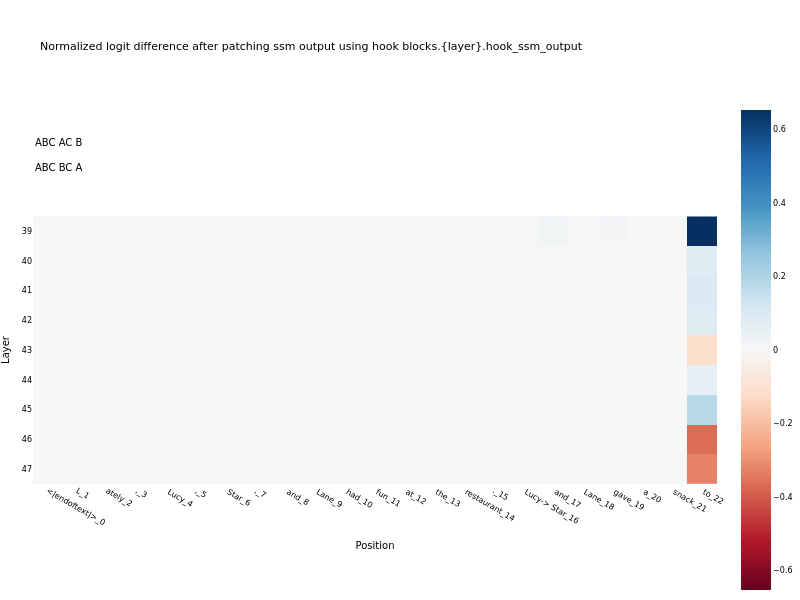 Normalized logit difference after patching ssm output using hook blocks.{layer}.hook_ssm_output
ABC AC B
ABC BC A
0.6
0.4
0.2
0
−0.2
−0.4
−0.6
Layer
39
40
41
42
43
44
45
46
47
<|endoftext|>_0
L_1
ately_2
,_3
Lucy_4
,_5
Star_6
,_7
and_8
Lane_9
had_10
fun_11
at_12
the_13
restaurant_14
._15
Lucy-> Star_16
and_17
Lane_18
gave_19
a_20
snack_21
to_22
Position